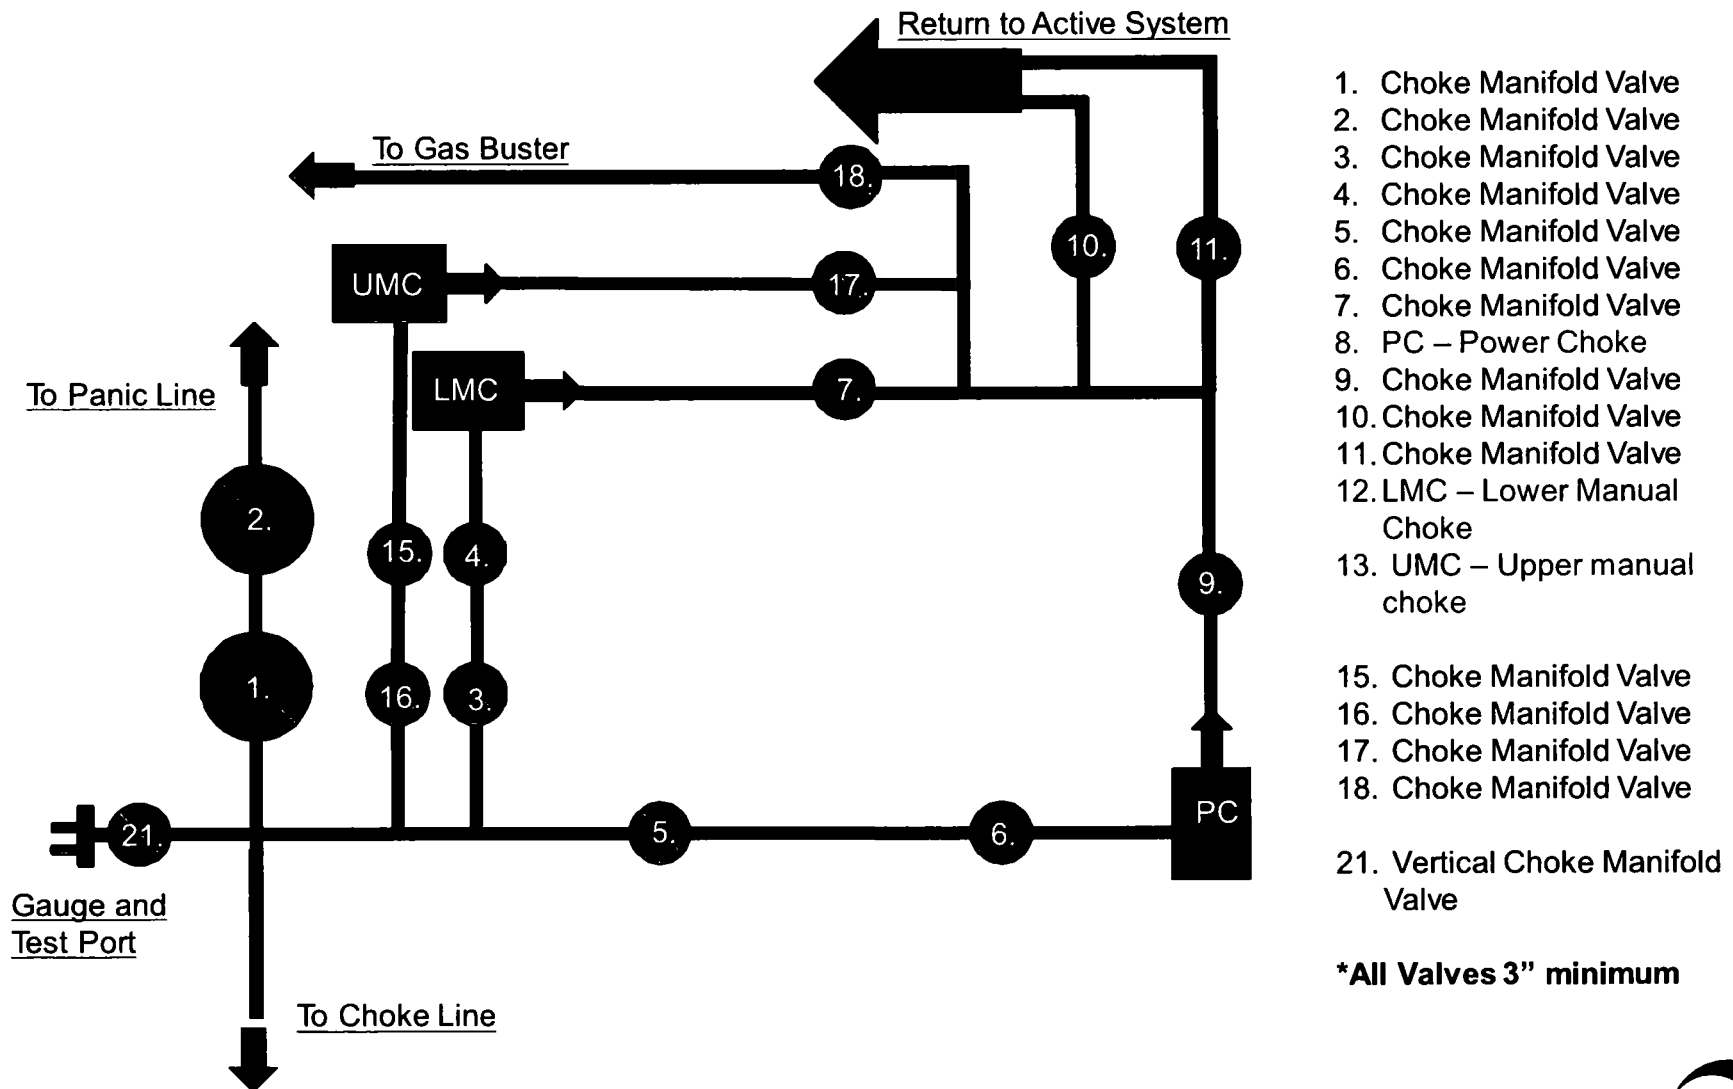 Return to Active System
To Gas Buster
18.
10.
11.
UMC
17.
LMC
7.
To Panic Line
2.
15.
4.
9.
1.
16.
3.
PC
21.
5.
6.
Gauge and
Test Port
To Choke Line
1. Choke Manifold Valve
2. Choke Manifold Valve
3. Choke Manifold Valve
4. Choke Manifold Valve
5. Choke Manifold Valve
6. Choke Manifold Valve
7. Choke Manifold Valve
8. PC – Power Choke
9. Choke Manifold Valve
10. Choke Manifold Valve
11. Choke Manifold Valve
12. LMC – Lower Manual
Choke
13. UMC – Upper manual
choke
15. Choke Manifold Valve
16. Choke Manifold Valve
17. Choke Manifold Valve
18. Choke Manifold Valve
21. Vertical Choke Manifold
Valve
*All Valves 3” minimum